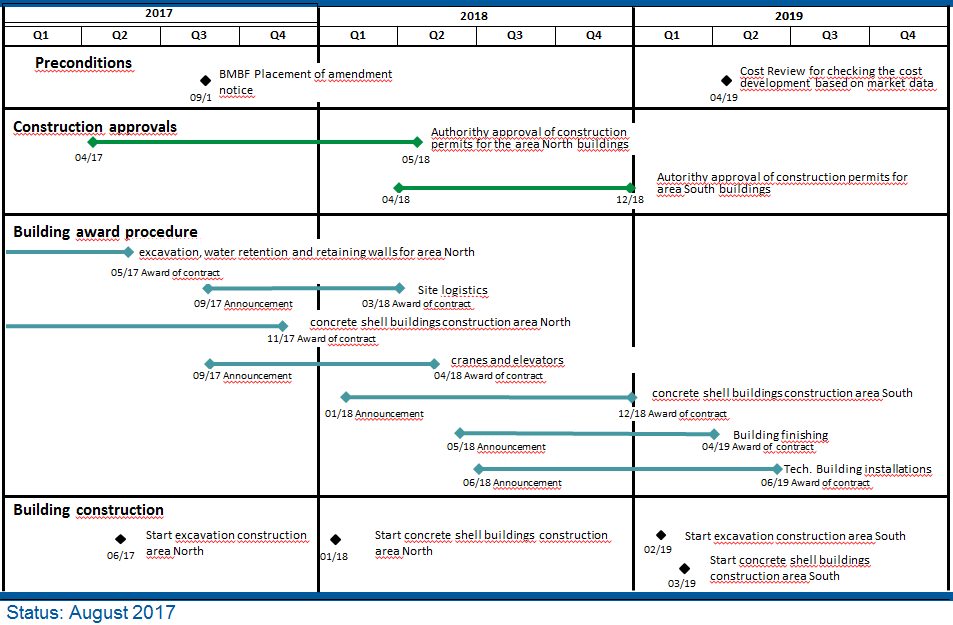 2017
2018
2019
Q1 Q2 Q3 Q4 Q1 Q2 Q3 Q4 Q1 Q2 Q3 Q4
Preconditions
BMBF Placement of amendment
notice
09/1
Cost Review for checking the cost
development based on market data
04/19
Construction approvals
04/17
05/18
Authorithy approval of construction
permits for the area North buildings
04/18
12/18
Autority approval of construction permits for
area South buildings
Building award procedure
excavation, water retention and retaining walls for area North
05/17 Award of contract
Site logistics
09/17 Announcement
03/18 Award of contract
concrete shell buildings construction area North
11/17 Award of contract
cranes and elevators
09/17 Announcement
04/18 Award of contract
concrete shell buildings construction area South
01/18 Announcement
12/18 Award of contract
Building finishing
05/18 Announcement
04/19 Award of contract
Tech. Building installations
06/18 Announcement
06/19 Award of contract
Building construction
06/17
Start excavation construction
area North
01/18
Start concrete shell buildings construction
area North
02/19
Start excavation construction area South
03/19
Start concrete shell buildings
construction area South
Status: August 2017